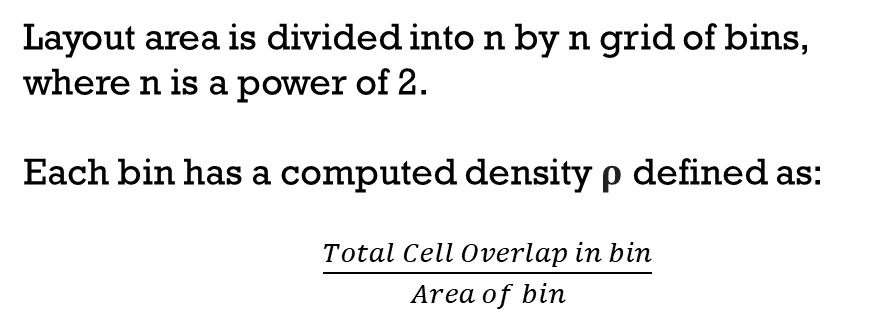 Layout area is divided into n by n grid of bins,
where n is a power of 2.
Each bin has a computed density ρ defined as:
Total Cell Overlap in bin
Area of bin